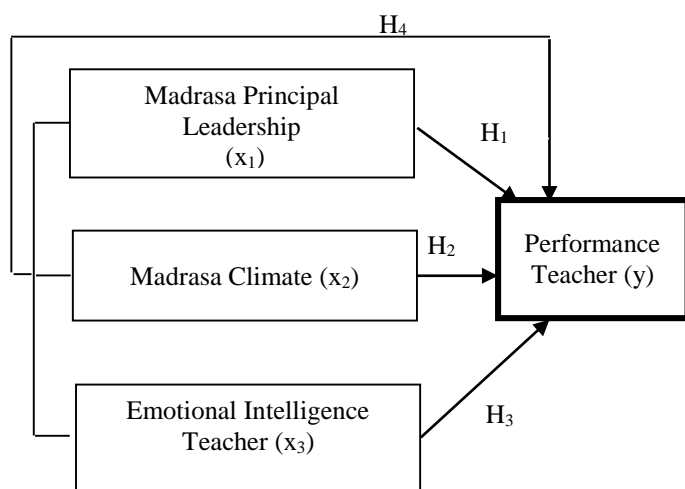 H₄
Madrasa Principal
Leadership
(x₁)
H₁
Madrasa Climate (x₂)
H₂
Performance
Teacher (y)
Emotional Intelligence
Teacher (x₃)
H₃